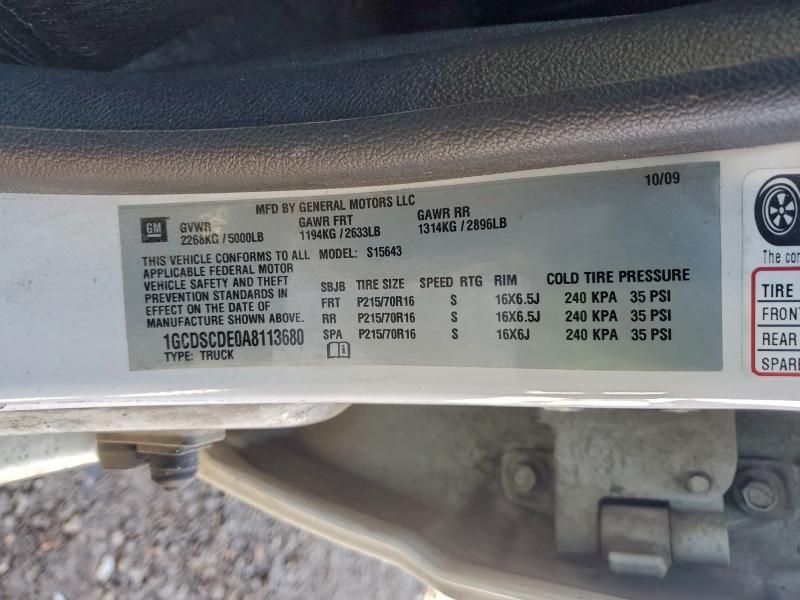 10/09
MFD BY GENERAL MOTORS LLC
GM
GVWR GAWR FRT GAWR RR
2268KG / 5000LB 1194KG / 2633LB 1314KG / 2896LB
THIS VEHICLE CONFORMS TO ALL MODEL: S15643
APPLICABLE FEDERAL MOTOR
VEHICLE SAFETY AND THEFT
PREVENTION STANDARDS IN
EFFECT ON THE DATE OF
MANUFACTURE SHOWN ABOVE.
1GCDSCDE0A8113680
TYPE: TRUCK
SBJB TIRE SIZE SPEED RTG RIM COLD TIRE PRESSURE
FRT P215/70R16 S 16X6.5J 240 KPA 35 PSI
RR P215/70R16 S 16X6.5J 240 KPA 35 PSI
SPA P215/70R16 S 16X6J 240 KPA 35 PSI
The co
TIRE
FRON
REAR
SPARE